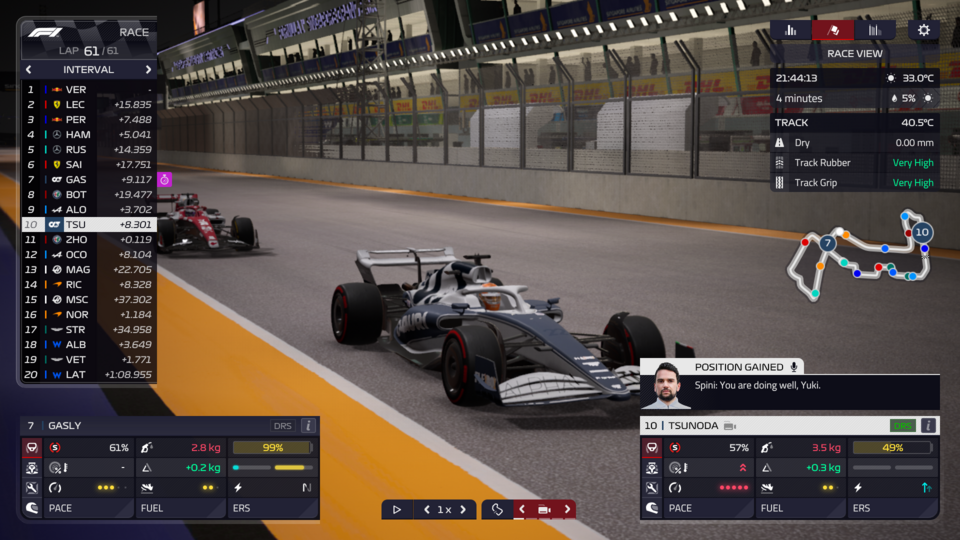 F1 RACE
LAP 61/61
INTERVAL
1 VER -
2 LEC +15.835
3 PER +7.488
4 HAM +5.041
5 RUS +14.359
6 SAI +17.751
7 GAS +9.117
8 BOT +19.477
9 ALO +3.702
10 TSU +8.301
11 ZHO +0.119
12 OCO +8.104
13 MAG +22.705
14 RIC +8.328
15 MSC +37.302
16 NOR +1.184
17 STR +34.958
18 ALB +3.649
19 VET +1.771
20 LAT +1:08.955
RACE VIEW
21:44:13 33.0°C
4 minutes 5%
TRACK 40.5°C
Dry 0.00 mm
Track Rubber Very High
Track Grip Very High
7
10
DHL
DHL
DHL
POSITION GAINED
Spini: You are doing well, Yuki.
7 GASLY DRS i
S 61% 2.8 kg 99%
- +0.2 kg
N
PACE FUEL ERS
1x
10 TSUNODA DRS i
S 57% 3.5 kg 49%
+0.3 kg
PACE FUEL ERS